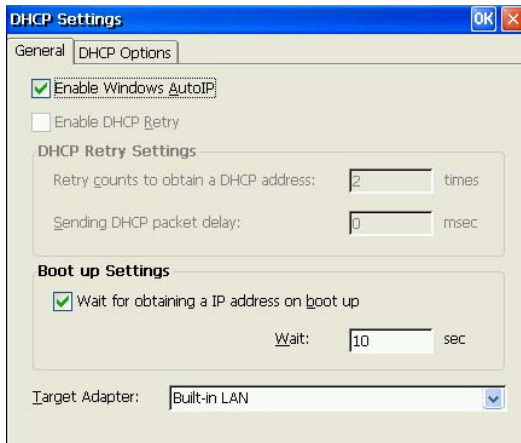 DHCP Settings OK ×
General DHCP Options
Enable Windows AutoIP
Enable DHCP Retry
DHCP Retry Settings
Retry counts to obtain a DHCP address: 2 times
Sending DHCP packet delay: 0 msec
Boot up Settings
Wait for obtaining a IP address on boot up
Wait: 10 sec
Target Adapter: Built-in LAN